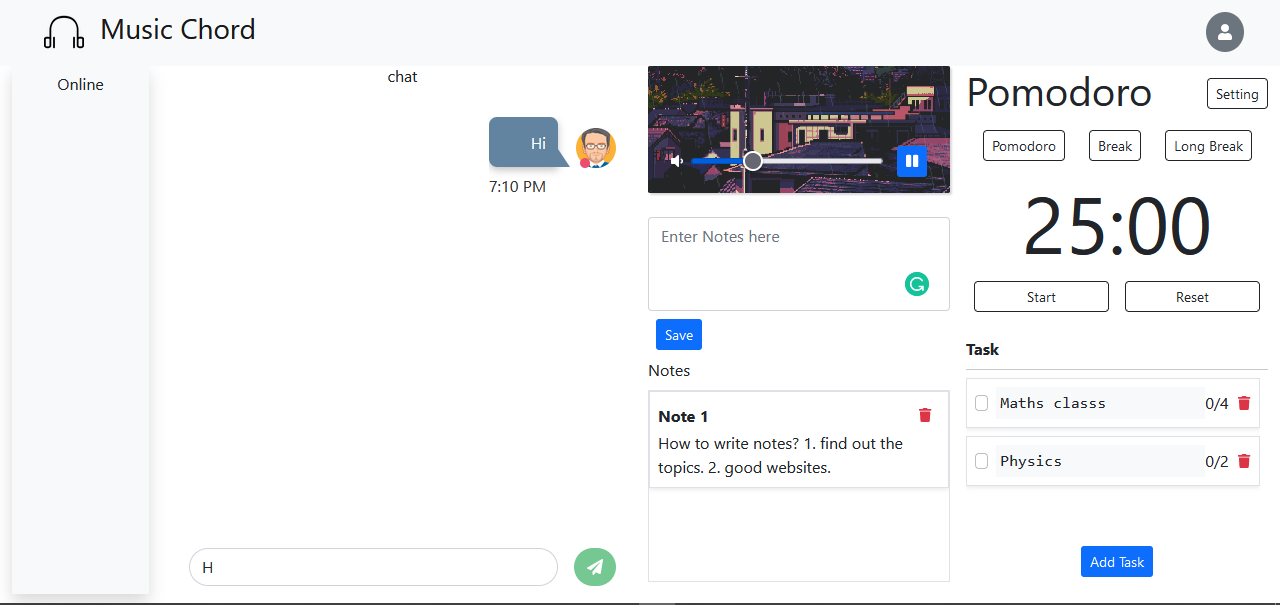 Music Chord
Online
chat
Hi
7:10 PM
H
Enter Notes here
Save
Notes
Note 1
How to write notes? 1. find out the
topics. 2. good websites.
Pomodoro
Setting
Pomodoro
Break
Long Break
25:00
Start
Reset
Task
Maths classs 0/4
Physics 0/2
Add Task